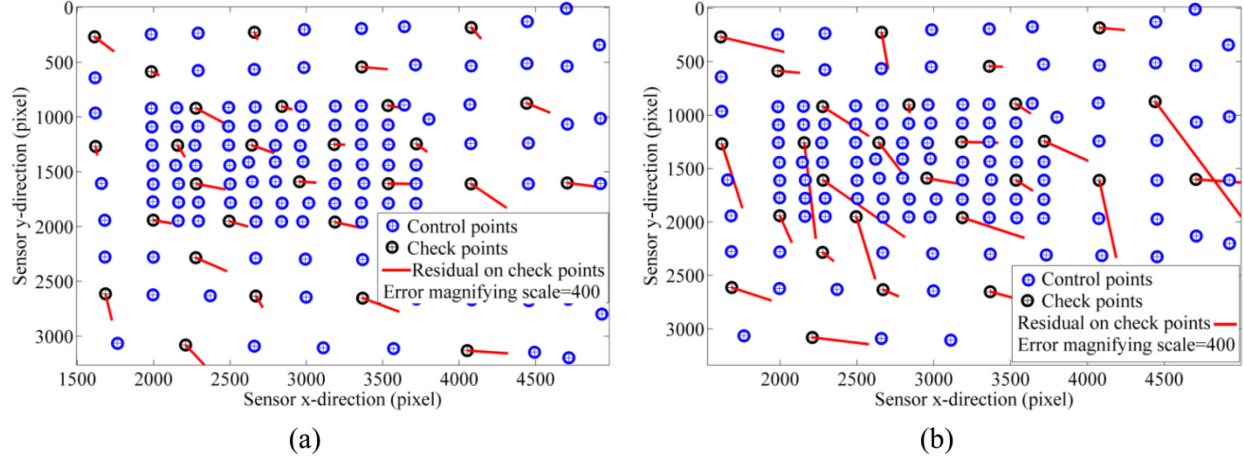 0
500
1000
1500
2000
2500
3000
Sensor y-direction (pixel)
1500 2000 2500 3000 3500 4000 4500
Sensor x-direction (pixel)
Control points
Check points
Residual on check points
Error magnifying scale=400
(a)
0
500
1000
1500
2000
2500
3000
Sensor y-direction (pixel)
2000 2500 3000 3500 4000 4500
Sensor x-direction (pixel)
Control points
Check points
Residual on check points
Error magnifying scale=400
(b)